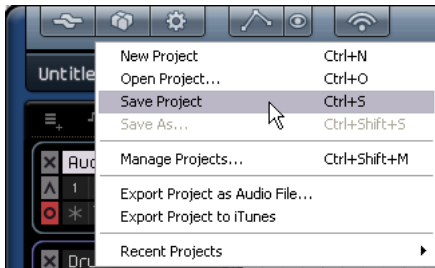 New Project Ctrl+N
Untitle
Open Project... Ctrl+O
Save Project Ctrl+S
Save As... Ctrl+Shift+S
Manage Projects... Ctrl+Shift+M
Aud
1
Export Project as Audio File...
Export Project to iTunes
Recent Projects
Dru